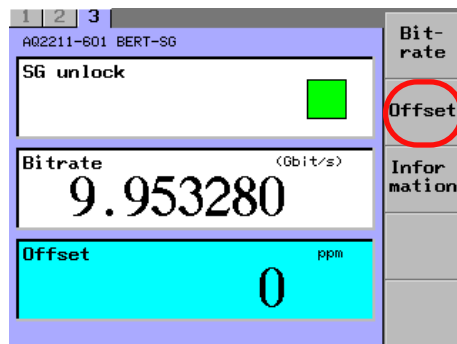 1 2 3
AQ2211-601 BERT-SG
SG unlock
Bitrate (Gbit/s)
9.953280
Offset ppm
0
Bit-
rate
Offset
Infor
mation